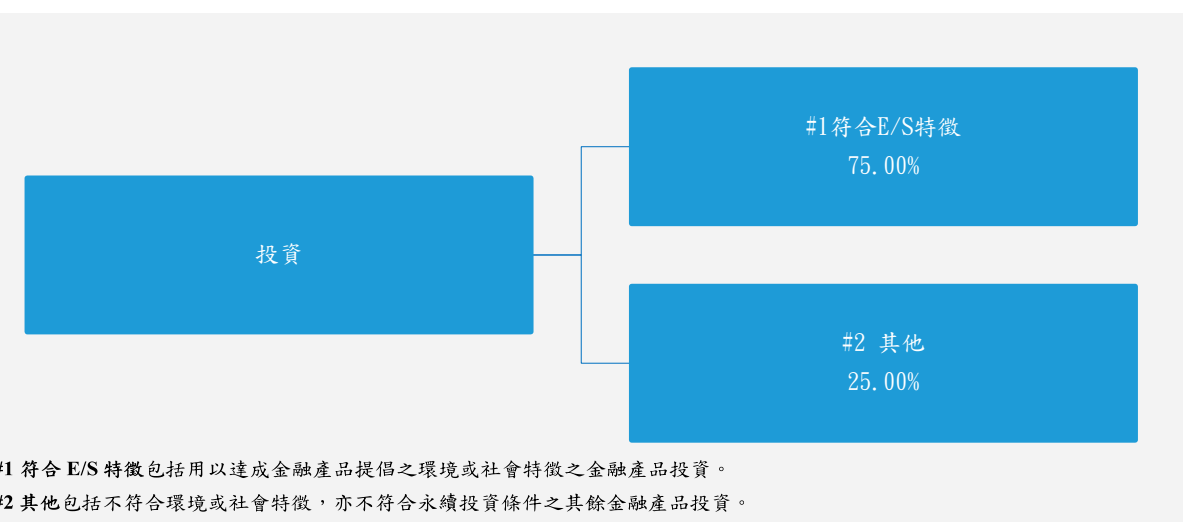 #1符合E/S特徵
75.00%
投資
#2 其他
25.00%
#1 符合 E/S 特徵包括用以達成金融產品提倡之環境或社會特徵之金融產品投資。
#2 其他包括不符合環境或社會特徵，亦不符合永續投資條件之其餘金融產品投資。